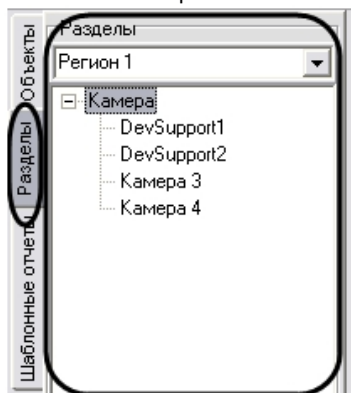 Объекты
Разделы
Шаблонные отчеты
Разделы
Регион 1
Камера
DevSupport1
DevSupport2
Камера 3
Камера 4